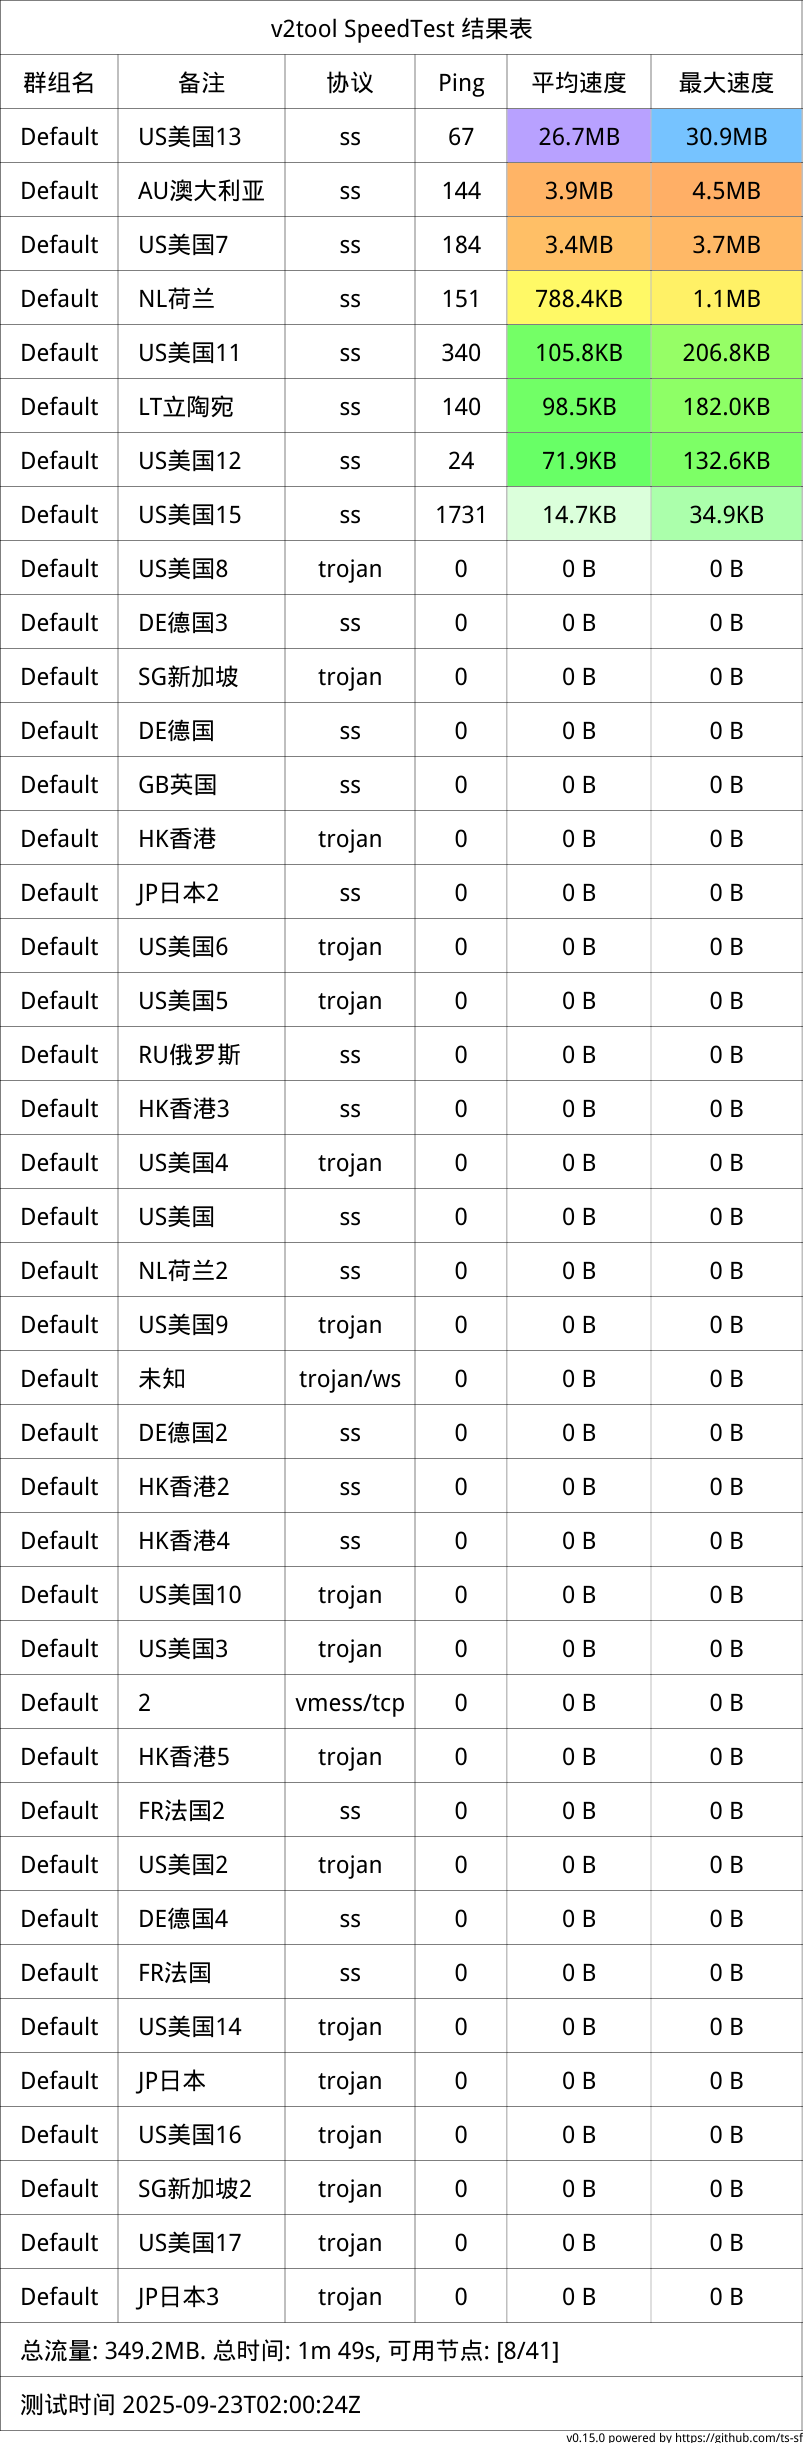 v2tool SpeedTest 结果表
群组名 备注 协议 Ping 平均速度 最大速度
Default US美国13 ss 67 26.7MB 30.9MB
Default AU澳大利亚 ss 144 3.9MB 4.5MB
Default US美国7 ss 184 3.4MB 3.7MB
Default NL荷兰 ss 151 788.4KB 1.1MB
Default US美国11 ss 340 105.8KB 206.8KB
Default LT立陶宛 ss 140 98.5KB 182.0KB
Default US美国12 ss 24 71.9KB 132.6KB
Default US美国15 ss 1731 14.7KB 34.9KB
Default US美国8 trojan 0 0 B 0 B
Default DE德国3 ss 0 0 B 0 B
Default SG新加坡 trojan 0 0 B 0 B
Default DE德国 ss 0 0 B 0 B
Default GB英国 ss 0 0 B 0 B
Default HK香港 trojan 0 0 B 0 B
Default JP日本2 ss 0 0 B 0 B
Default US美国6 trojan 0 0 B 0 B
Default US美国5 trojan 0 0 B 0 B
Default RU俄罗斯 ss 0 0 B 0 B
Default HK香港3 ss 0 0 B 0 B
Default US美国4 trojan 0 0 B 0 B
Default US美国 ss 0 0 B 0 B
Default NL荷兰2 ss 0 0 B 0 B
Default US美国9 trojan 0 0 B 0 B
Default 未知 trojan/ws 0 0 B 0 B
Default DE德国2 ss 0 0 B 0 B
Default HK香港2 ss 0 0 B 0 B
Default HK香港4 ss 0 0 B 0 B
Default US美国10 trojan 0 0 B 0 B
Default US美国3 trojan 0 0 B 0 B
Default 2 vmess/tcp 0 0 B 0 B
Default HK香港5 trojan 0 0 B 0 B
Default FR法国2 ss 0 0 B 0 B
Default US美国2 trojan 0 0 B 0 B
Default DE德国4 ss 0 0 B 0 B
Default FR法国 ss 0 0 B 0 B
Default US美国14 trojan 0 0 B 0 B
Default JP日本 trojan 0 0 B 0 B
Default US美国16 trojan 0 0 B 0 B
Default SG新加坡2 trojan 0 0 B 0 B
Default US美国17 trojan 0 0 B 0 B
Default JP日本3 trojan 0 0 B 0 B
总流量: 349.2MB. 总时间: 1m 49s, 可用节点: [8/41]
测试时间 2025-09-23T02:00:24Z
v0.15.0 powered by https://github.com/ts-sf